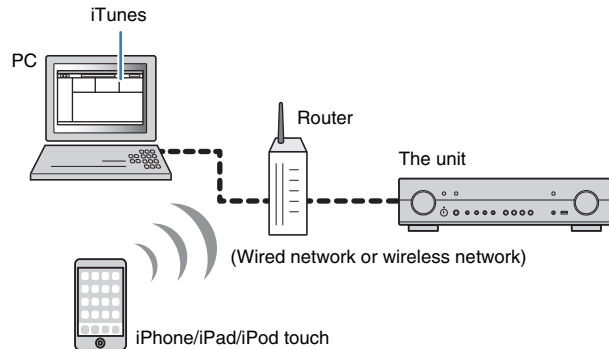 iTunes
PC
Router
The unit
(Wired network or wireless network)
iPhone/iPad/iPod touch